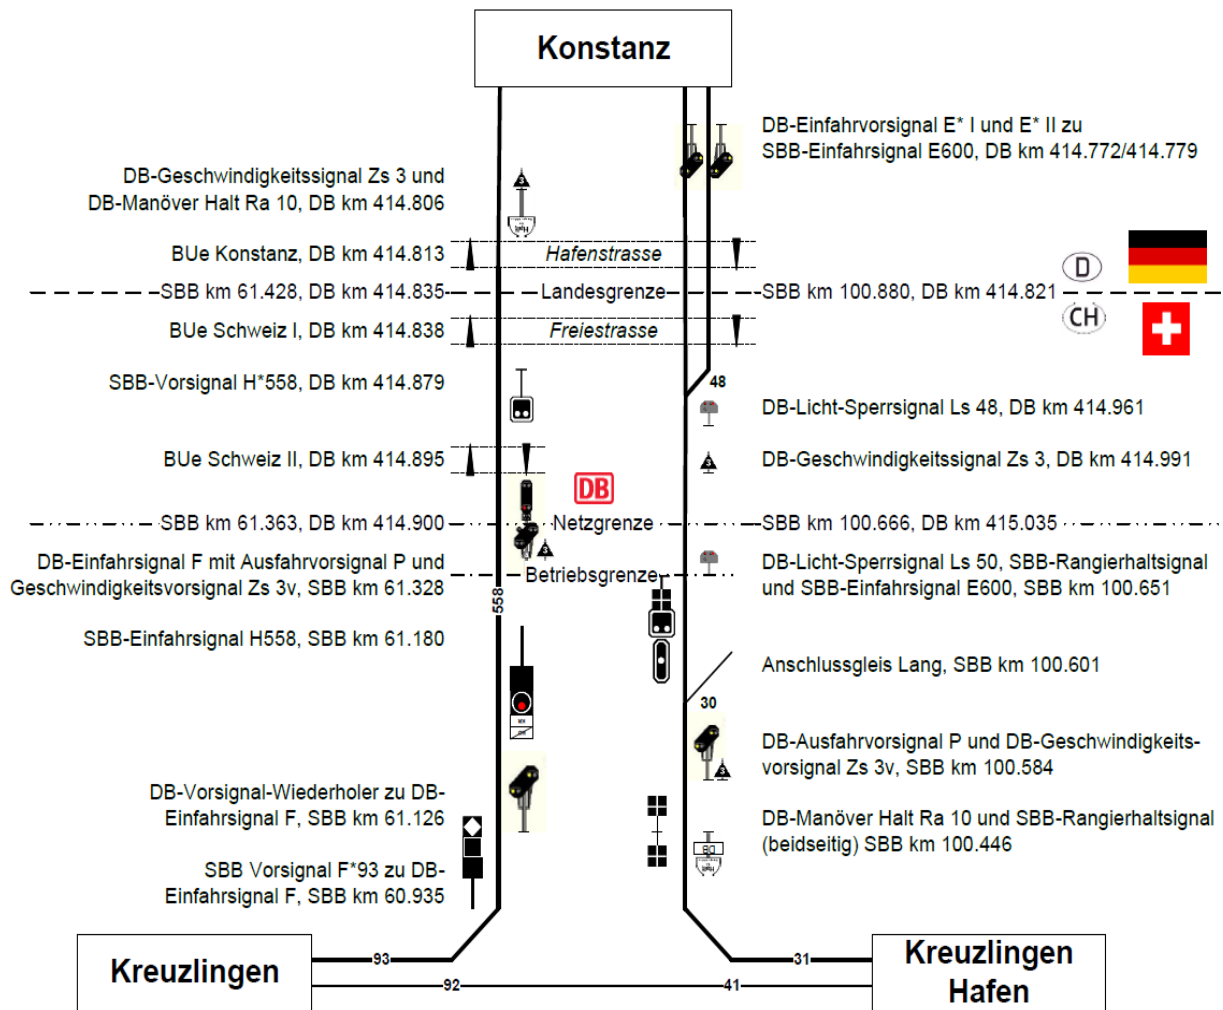 Konstanz
DB-Einfahrvorsignal E* I und E* II zu
SBB-Einfahrsignal E600, DB km 414.772/414.779
DB-Geschwindigkeitssignal Zs 3 und
DB-Manöver Halt Ra 10, DB km 414.806
BUe Konstanz, DB km 414.813
Hafenstrasse
D
SBB km 61.428, DB km 414.835
Landesgrenze
SBB km 100.880, DB km 414.821
CH
BUe Schweiz I, DB km 414.838
Freiestrasse
SBB-Vorsignal H*558, DB km 414.879
48
DB-Licht-Sperrsignal Ls 48, DB km 414.961
BUe Schweiz II, DB km 414.895
DB-Geschwindigkeitssignal Zs 3, DB km 414.991
DB
SBB km 61.363, DB km 414.900
Netzgrenze
SBB km 100.666, DB km 415.035
DB-Einfahrsignal F mit Ausfahrvorsignal P und
Geschwindigkeitsvorsignal Zs 3v, SBB km 61.328
Betriebsgrenze
DB-Licht-Sperrsignal Ls 50, SBB-Rangierhaltsignal
und SBB-Einfahrsignal E600, SBB km 100.651
558
SBB-Einfahrsignal H558, SBB km 61.180
Anschlussgleis Lang, SBB km 100.601
30
DB-Ausfahrvorsignal P und DB-Geschwindigkeits-
vorsignal Zs 3v, SBB km 100.584
DB-Vorsignal-Wiederholer zu DB-
Einfahrsignal F, SBB km 61.126
DB-Manöver Halt Ra 10 und SBB-Rangierhaltsignal
(beidseitig) SBB km 100.446
DB
SBB Vorsignal F*93 zu DB-
Einfahrsignal F, SBB km 60.935
Kreuzlingen
93
92
31
41
Kreuzlingen
Hafen